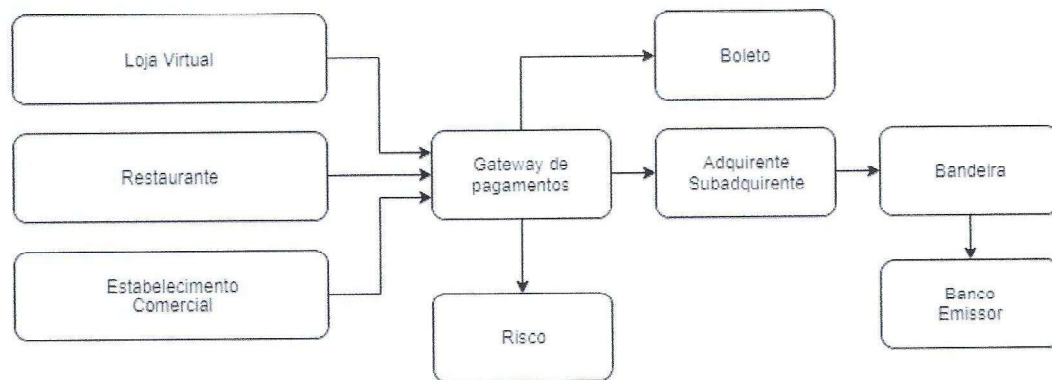 Loja Virtual
Boleto
Gateway de
pagamentos
Adquirente
Subadquirente
Bandeira
Restaurante
Estabelecimento
Comercial
Risco
Banco
Emissor